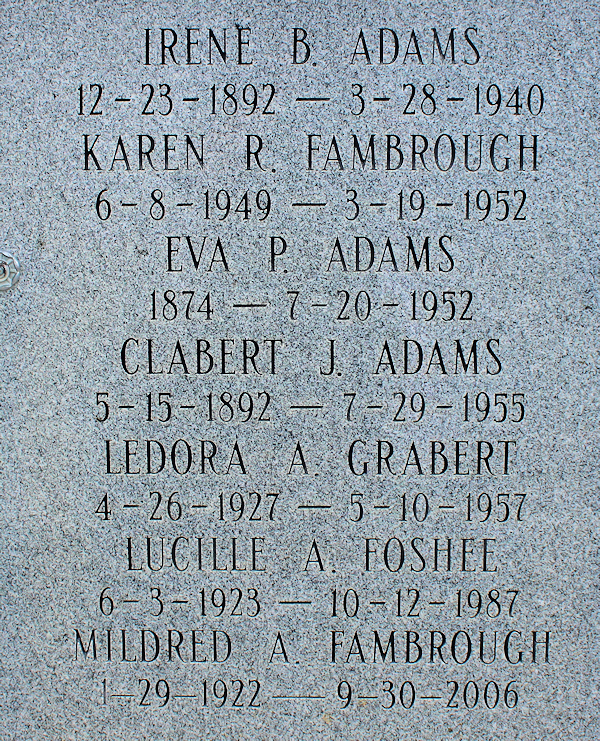 IRENE B. ADAMS
12-23-1892 — 3-28-1940
KAREN R. FAMBROUGH
6-8-1949 — 3-19-1952
EVA P. ADAMS
1874 — 7-20-1952
CLABERT J. ADAMS
5-15-1892 — 7-29-1955
LEDORA A. GRABERT
4-26-1927 — 5-10-1957
LUCILLE A. FOSHEE
6-3-1923 — 10-12-1987
MILDRED A. FAMBROUGH
1-29-1922 — 9-30-2006